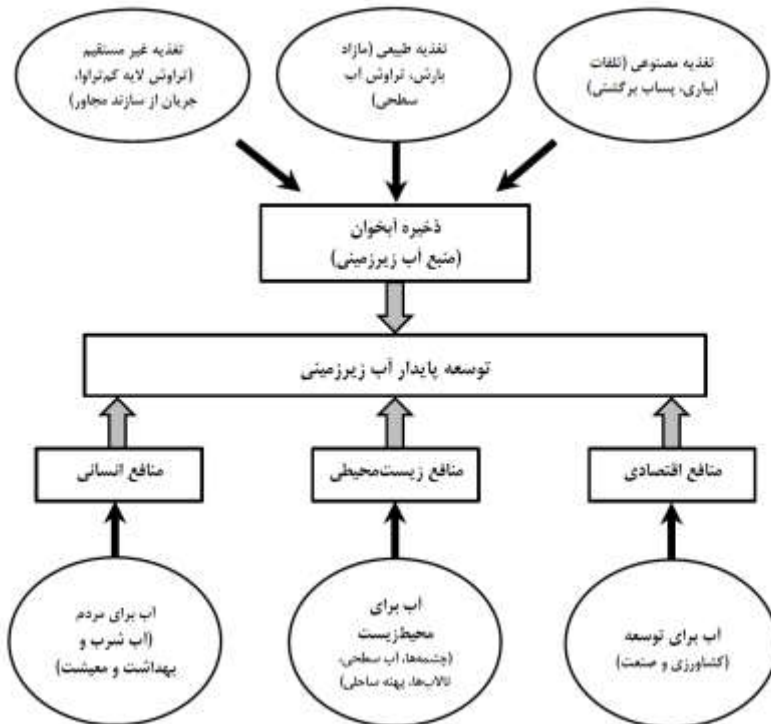 تغذیه مصنوعی (تلفات
آبیاری، پساب برگشتی)
تغذیه طبیعی (مازاد
بارش، تراوش آب
سطحی)
تغذیه غیر مستقیم
(تراوش لایه کم‌تراوا،
جریان از سازند مجاور)
ذخیره آبخوان
(منبع آب زیرزمینی)
توسعه پایدار آب زیرزمینی
منافع اقتصادی
منافع زیست‌محیطی
منافع انسانی
آب برای توسعه
(کشاورزی و صنعت)
آب برای
محیط‌زیست
(چشمه‌ها، آب سطحی،
تالاب‌ها، پهنه ساحلی)
آب برای مردم
(آب شرب و
بهداشت و معیشت)